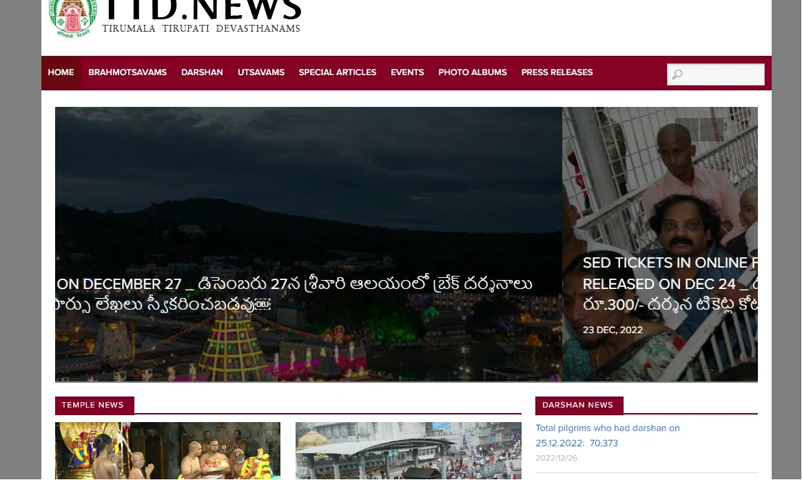 TTD.NEWS
TIRUMALA TIRUPATI DEVASTHANAMS
HOME BRAHMOTSAVAMS DARSHAN UTSAVAMS SPECIAL ARTICLES EVENTS PHOTO ALBUMS PRESS RELEASES
ON DECEMBER 27 _ డిసెంబరు 27న శ్రీవారి ఆలయంలో బ్రేక్ దర్శనాలు
లేఖలు స్వీకరించబడవు
SED TICKETS IN ONLINE
RELEASED ON DEC 24 _
రూ.300/- దర్శన టికెట్ల
23 DEC, 2022
TEMPLE NEWS
DARSHAN NEWS
Total pilgrims who had darshan on
25.12.2022: 70,373
2022/12/26